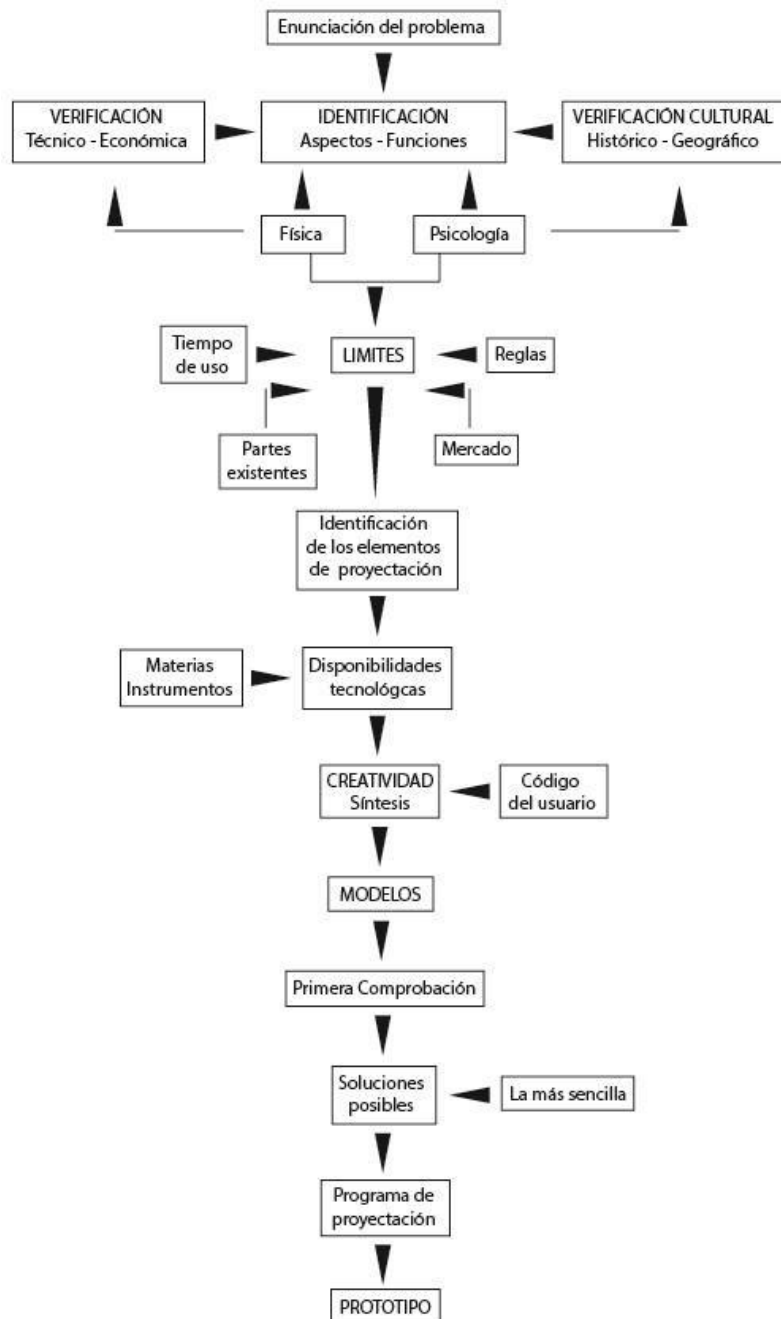 Enunciación del problema
VERIFICACIÓN
Técnico - Económica
IDENTIFICACIÓN
Aspectos - Funciones
VERIFICACIÓN CULTURAL
Histórico - Geográfico
Física
Psicología
Tiempo
de uso
LIMITES
Reglas
Partes
existentes
Mercado
Identificación
de los elementos
de proyectación
Materias
Instrumentos
Disponibilidades
tecnológcas
CREATIVIDAD
Síntesis
Código
del usuario
MODELOS
Primera Comprobación
Soluciones
posibles
La más sencilla
Programa de
proyectación
PROTOTIPO